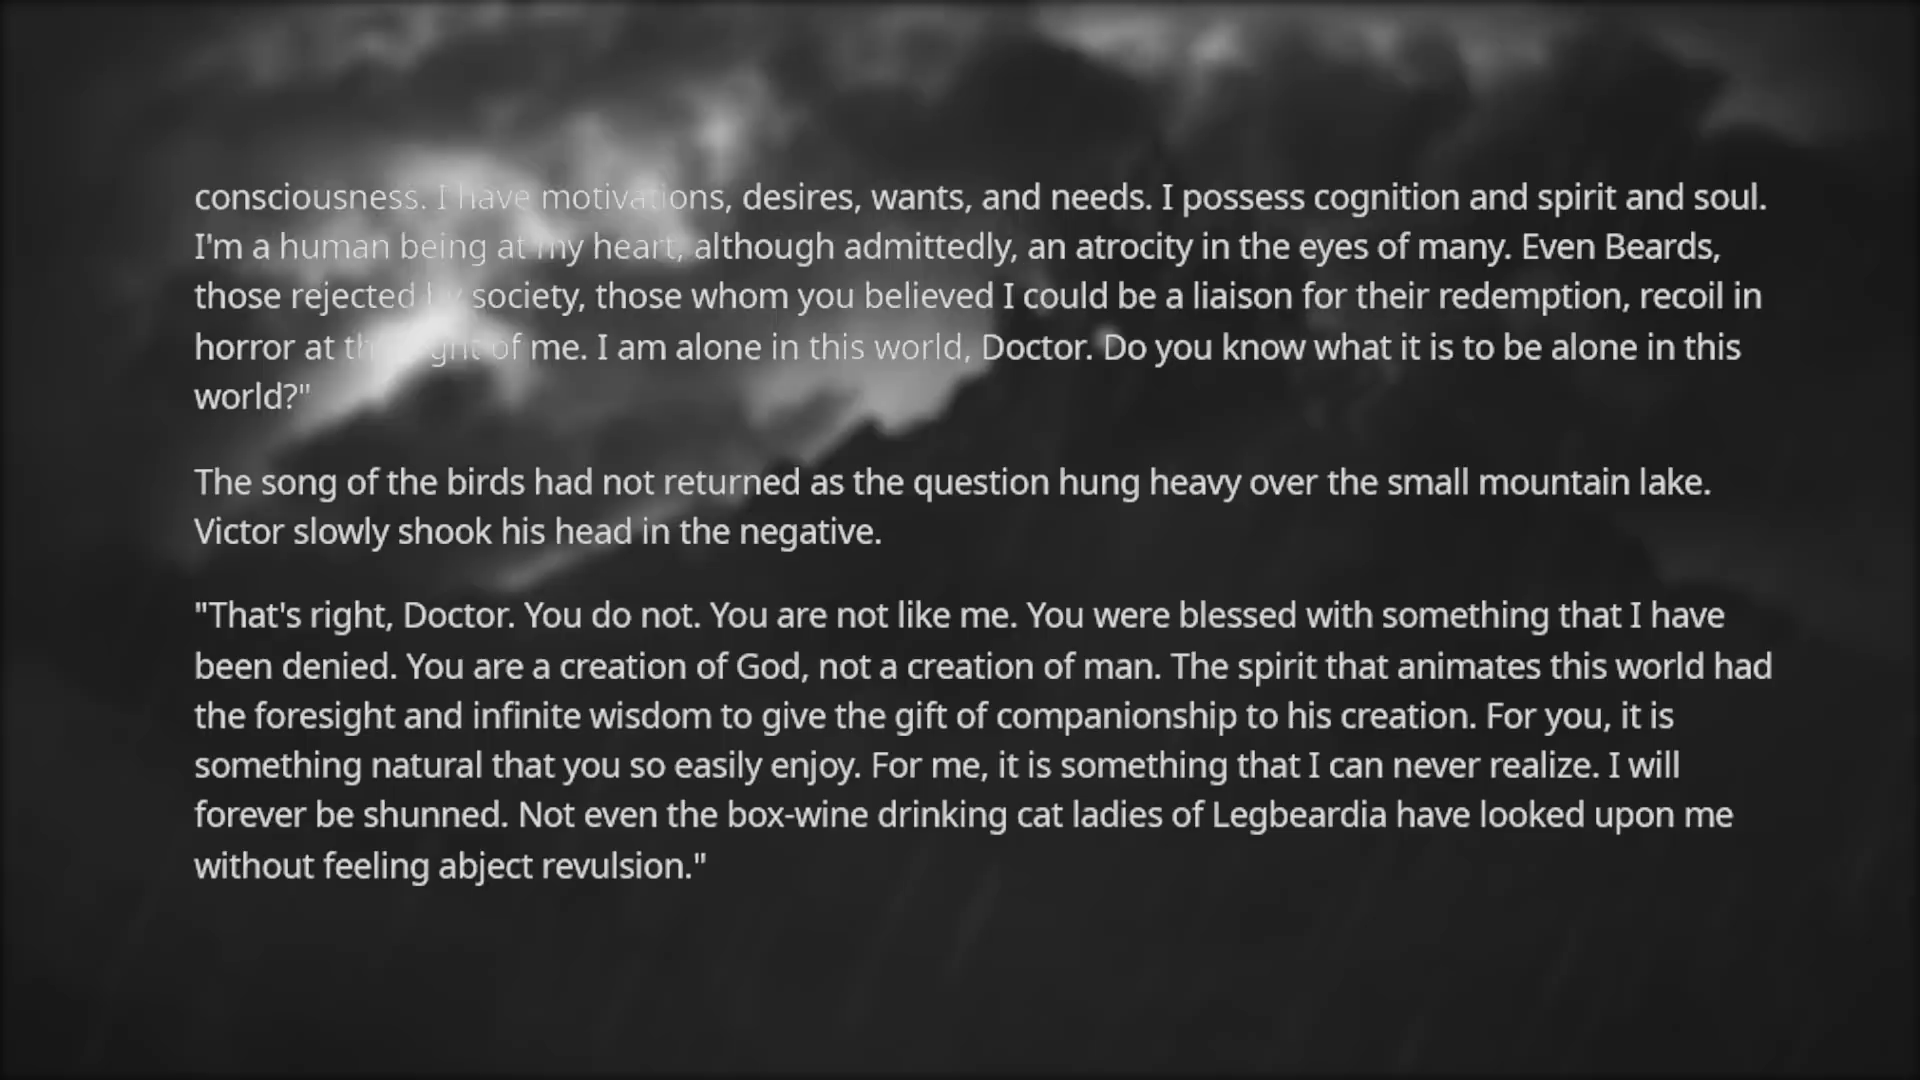 consciousness. I have motivations, desires, wants, and needs. I possess cognition and spirit and soul.
I'm a human being at my heart, although admittedly, an atrocity in the eyes of many. Even Beards,
those rejected by society, those whom you believed I could be a liaison for their redemption, recoil in
horror at the sight of me. I am alone in this world, Doctor. Do you know what it is to be alone in this
world?"
The song of the birds had not returned as the question hung heavy over the small mountain lake.
Victor slowly shook his head in the negative.
"That's right, Doctor. You do not. You are not like me. You were blessed with something that I have
been denied. You are a creation of God, not a creation of man. The spirit that animates this world had
the foresight and infinite wisdom to give the gift of companionship to his creation. For you, it is
something natural that you so easily enjoy. For me, it is something that I can never realize. I will
forever be shunned. Not even the box-wine drinking cat ladies of Legbeardia have looked upon me
without feeling abject revulsion."